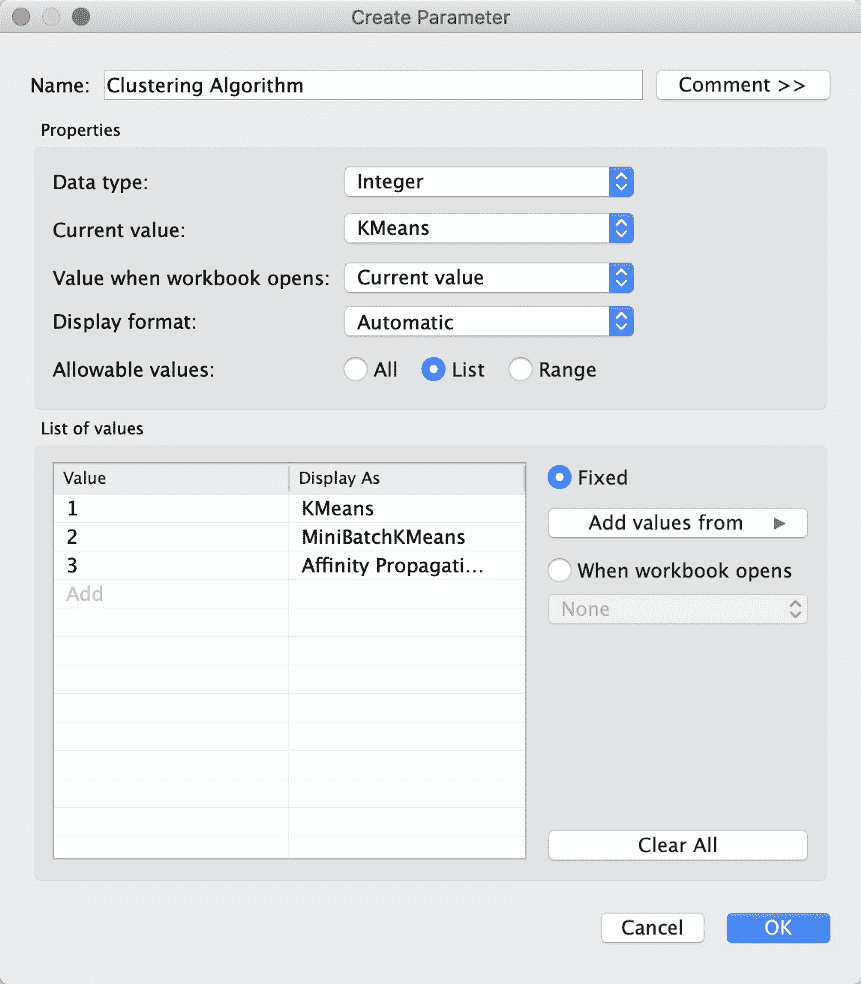 Create Parameter
Name: Clustering Algorithm Comment >>
Properties
Data type: Integer
Current value: KMeans
Value when workbook opens: Current value
Display format: Automatic
Allowable values: All List Range
List of values
Value Display As Fixed
1 KMeans
Add values from
2 MiniBatchKMeans
3 Affinity Propagati... When workbook opens
Add None
Clear All
Cancel OK